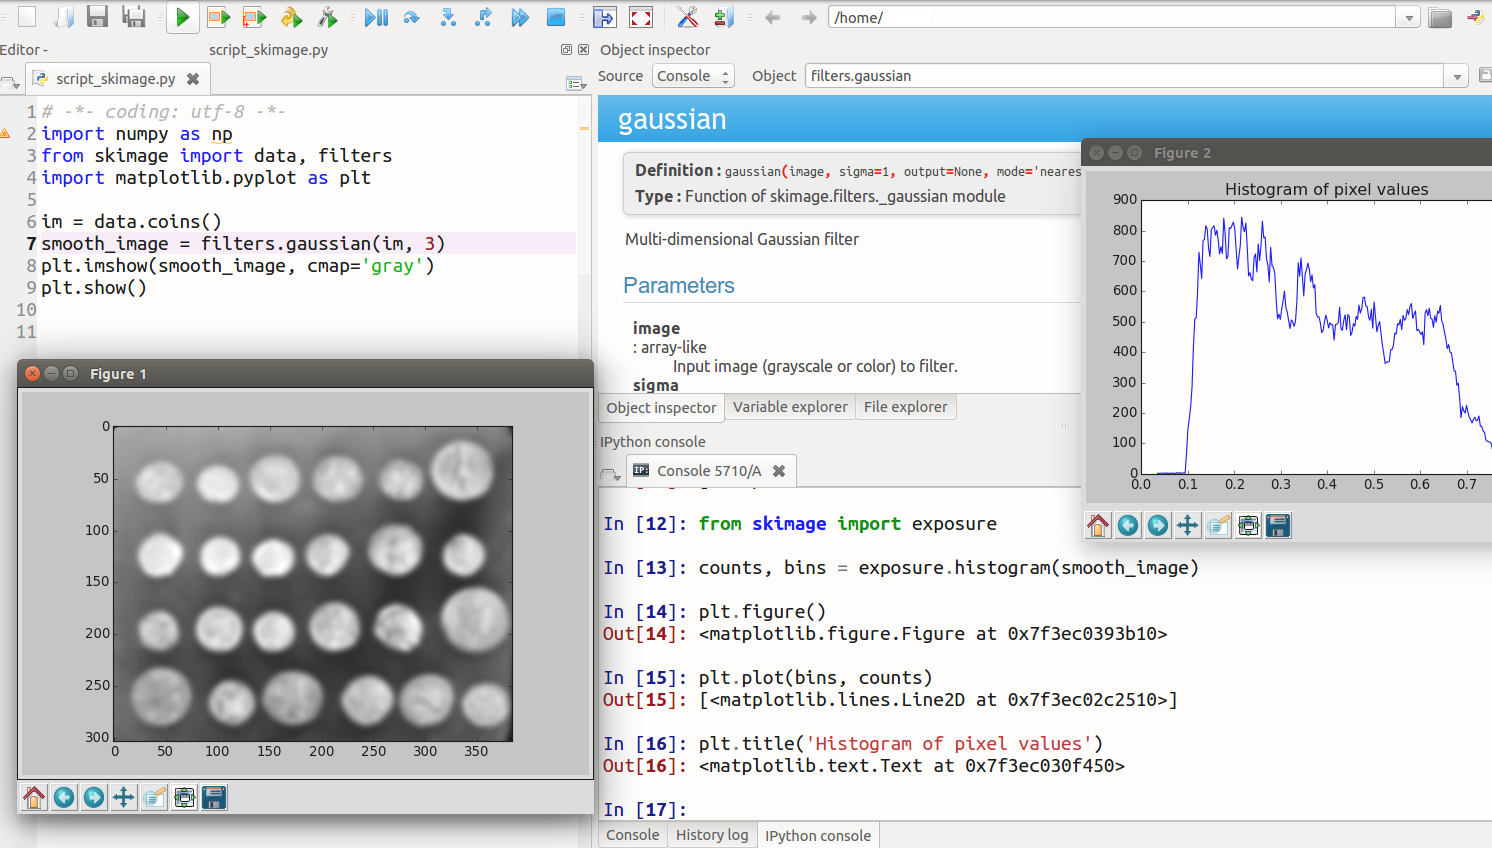 /home/
Editor - script_skimage.py
script_skimage.py
1 # -*- coding: utf-8 -*-
2 import numpy as np
3 from skimage import data, filters
4 import matplotlib.pyplot as plt
5
6 im = data.coins()
7 smooth_image = filters.gaussian(im, 3)
8 plt.imshow(smooth_image, cmap='gray')
9 plt.show()
10
11
Object inspector
Source Console Object filters.gaussian
gaussian
Definition : gaussian(image, sigma=1, output=None, mode='neares
Type : Function of skimage.filters._gaussian module
Multi-dimensional Gaussian filter
Parameters
image
: array-like
Input image (grayscale or color) to filter.
sigma
Object inspector Variable explorer File explorer
Figure 2
Histogram of pixel values
900
800
700
600
500
400
300
200
100
0
0.0 0.1 0.2 0.3 0.4 0.5 0.6 0.7
Figure 1
0
50
100
150
200
250
300
0 50 100 150 200 250 300 350
IPython console
IP: Console 5710/A
In [12]: from skimage import exposure
In [13]: counts, bins = exposure.histogram(smooth_image)
In [14]: plt.figure()
Out[14]: <matplotlib.figure.Figure at 0x7f3ec0393b10>
In [15]: plt.plot(bins, counts)
Out[15]: [<matplotlib.lines.Line2D at 0x7f3ec02c2510>]
In [16]: plt.title('Histogram of pixel values')
Out[16]: <matplotlib.text.Text at 0x7f3ec030f450>
In [17]:
Console History log IPython console